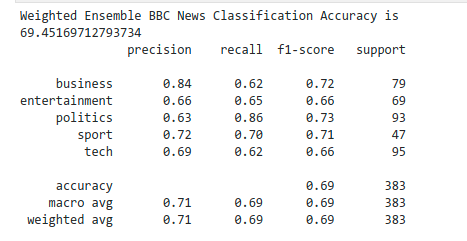 Weighted Ensemble BBC News Classification Accuracy is
69.45169712793734
precision recall f1-score support
business 0.84 0.62 0.72 79
entertainment 0.66 0.65 0.66 69
politics 0.63 0.86 0.73 93
sport 0.72 0.70 0.71 47
tech 0.69 0.62 0.66 95
accuracy 0.69 383
macro avg 0.71 0.69 0.69 383
weighted avg 0.71 0.69 0.69 383